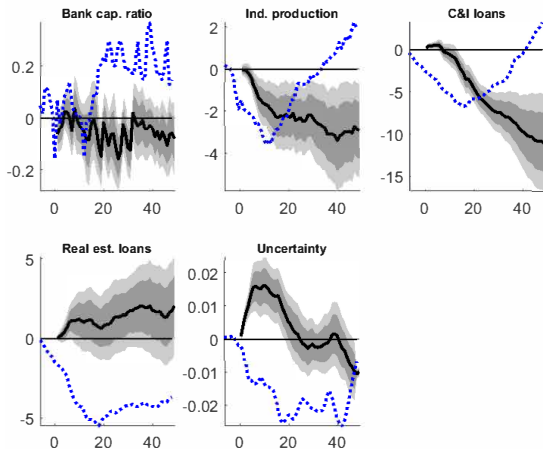 Bank cap. ratio
0.2
0
-0.2
0 20 40
Ind. production
2
0
-2
-4
0 20 40
C&I loans
0
-5
-10
-15
0 20 40
Real est. loans
5
0
-5
0 20 40
Uncertainty
0.02
0.01
0
-0.01
-0.02
0 20 40